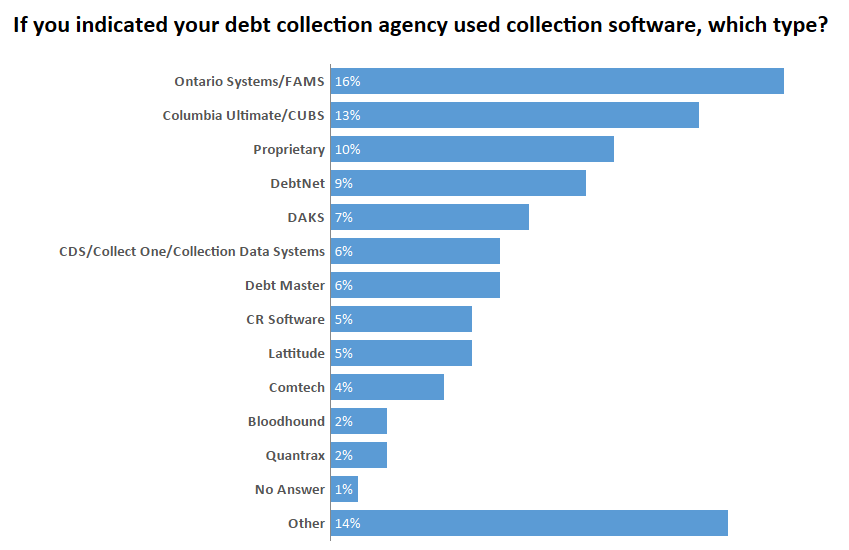 If you indicated your debt collection agency used collection software, which type?
Ontario Systems/FAMS 16%
Columbia Ultimate/CUBS 13%
Proprietary 10%
DebtNet 9%
DAKS 7%
CDS/Collect One/Collection Data Systems 6%
Debt Master 6%
CR Software 5%
Lattitude 5%
Comtech 4%
Bloodhound 2%
Quantrax 2%
No Answer 1%
Other 14%